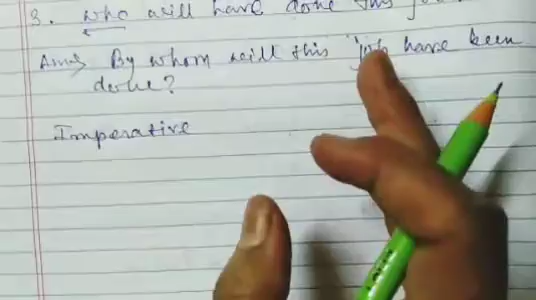 3. who will have done this
Ans) By whom will this job have been
done?
Imperative